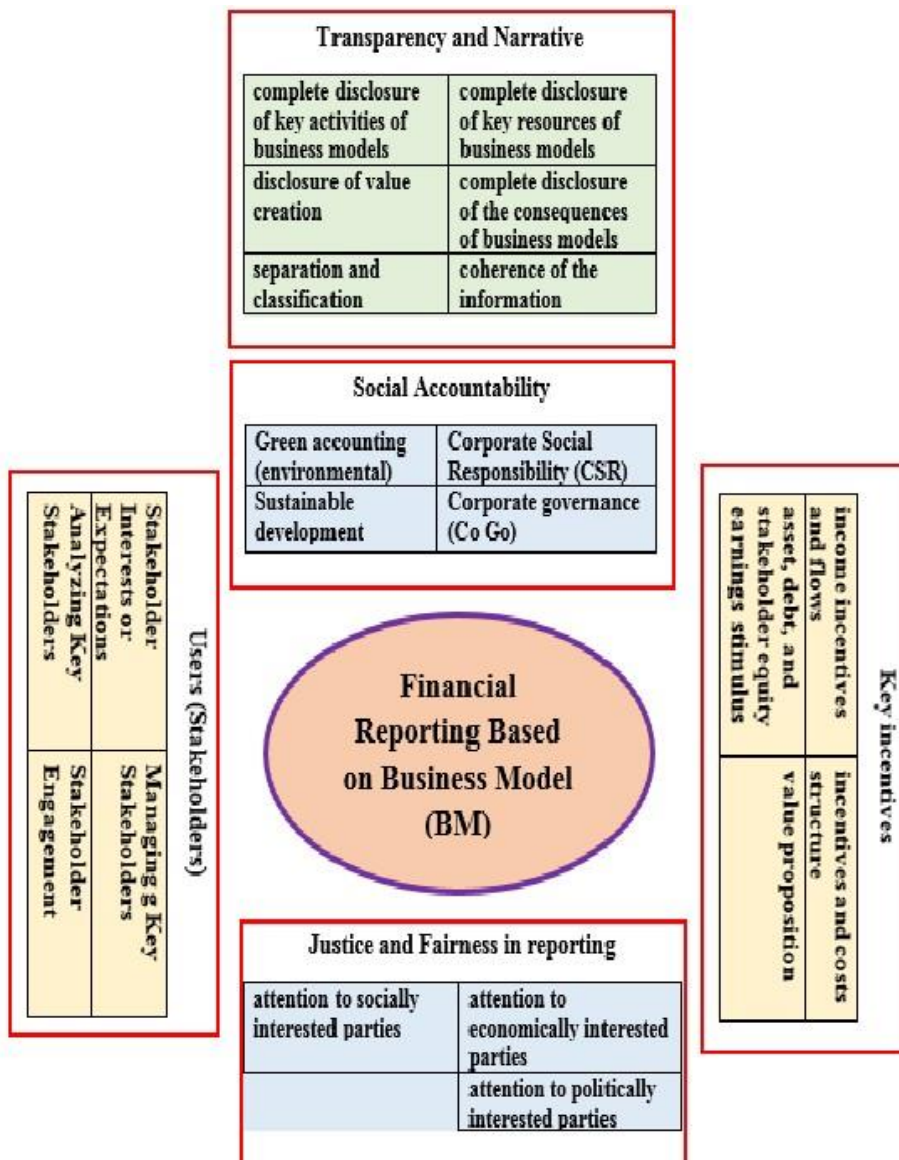 Transparency and Narrative
complete disclosure
of key activities of
business models
complete disclosure
of key resources of
business models
disclosure of value
creation
complete disclosure
of the consequences
of business models
separation and
classification
coherence of the
information
Social Accountability
Green accounting
(environmental)
Corporate Social
Responsibility (CSR)
Sustainable
development
Corporate governance
(Co Go)
Users (Stakeholders)
Stakeholder
Interests or
Expectations
Managing g Key
Stakeholders
Analyzing Key
Stakeholders
Stakeholder
Engagement
Financial
Reporting Based
on Business Model
(BM)
Key incentives
income incentives
and flows
incentives and costs
structure
asset, debt, and
stakeholder equity
earnings stimulus
value proposition
Justice and Fairness in reporting
attention to socially
interested parties
attention to
economically interested
parties
attention to politically
interested parties